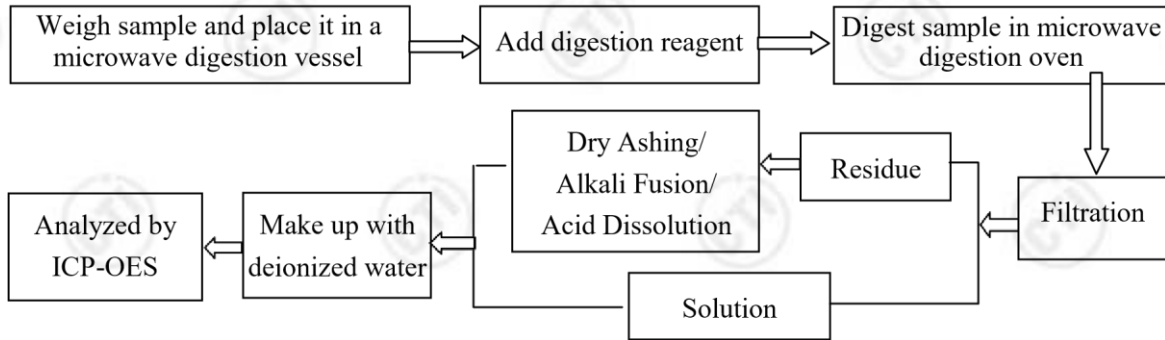 Weigh sample and place it in a
microwave digestion vessel
Add digestion reagent
Digest sample in microwave
digestion oven
Filtration
Residue
Dry Ashing/
Alkali Fusion/
Acid Dissolution
Solution
Make up with
deionized water
Analyzed by
ICP-OES